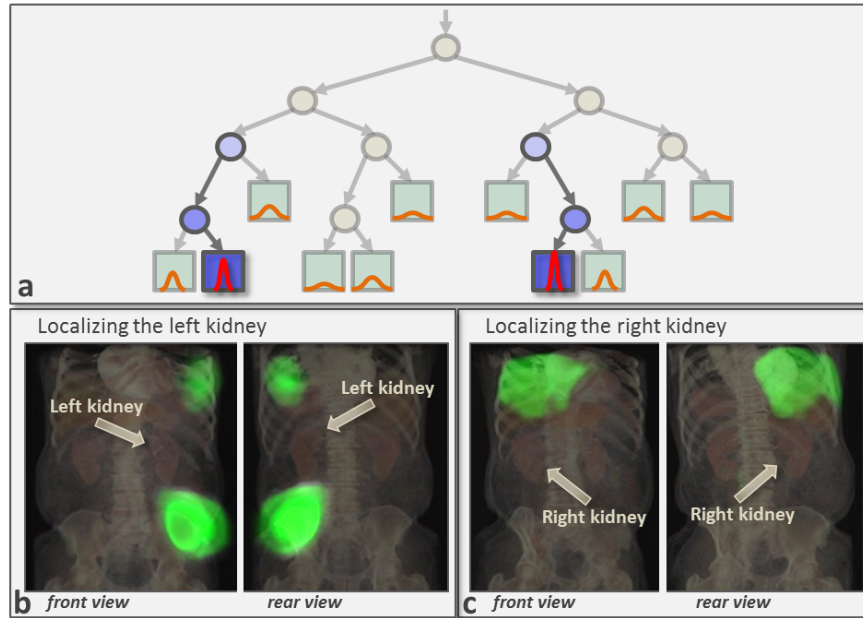 a
Localizing the left kidney
Left kidney
Left kidney
b
front view
rear view
Localizing the right kidney
Right kidney
Right kidney
c
front view
rear view